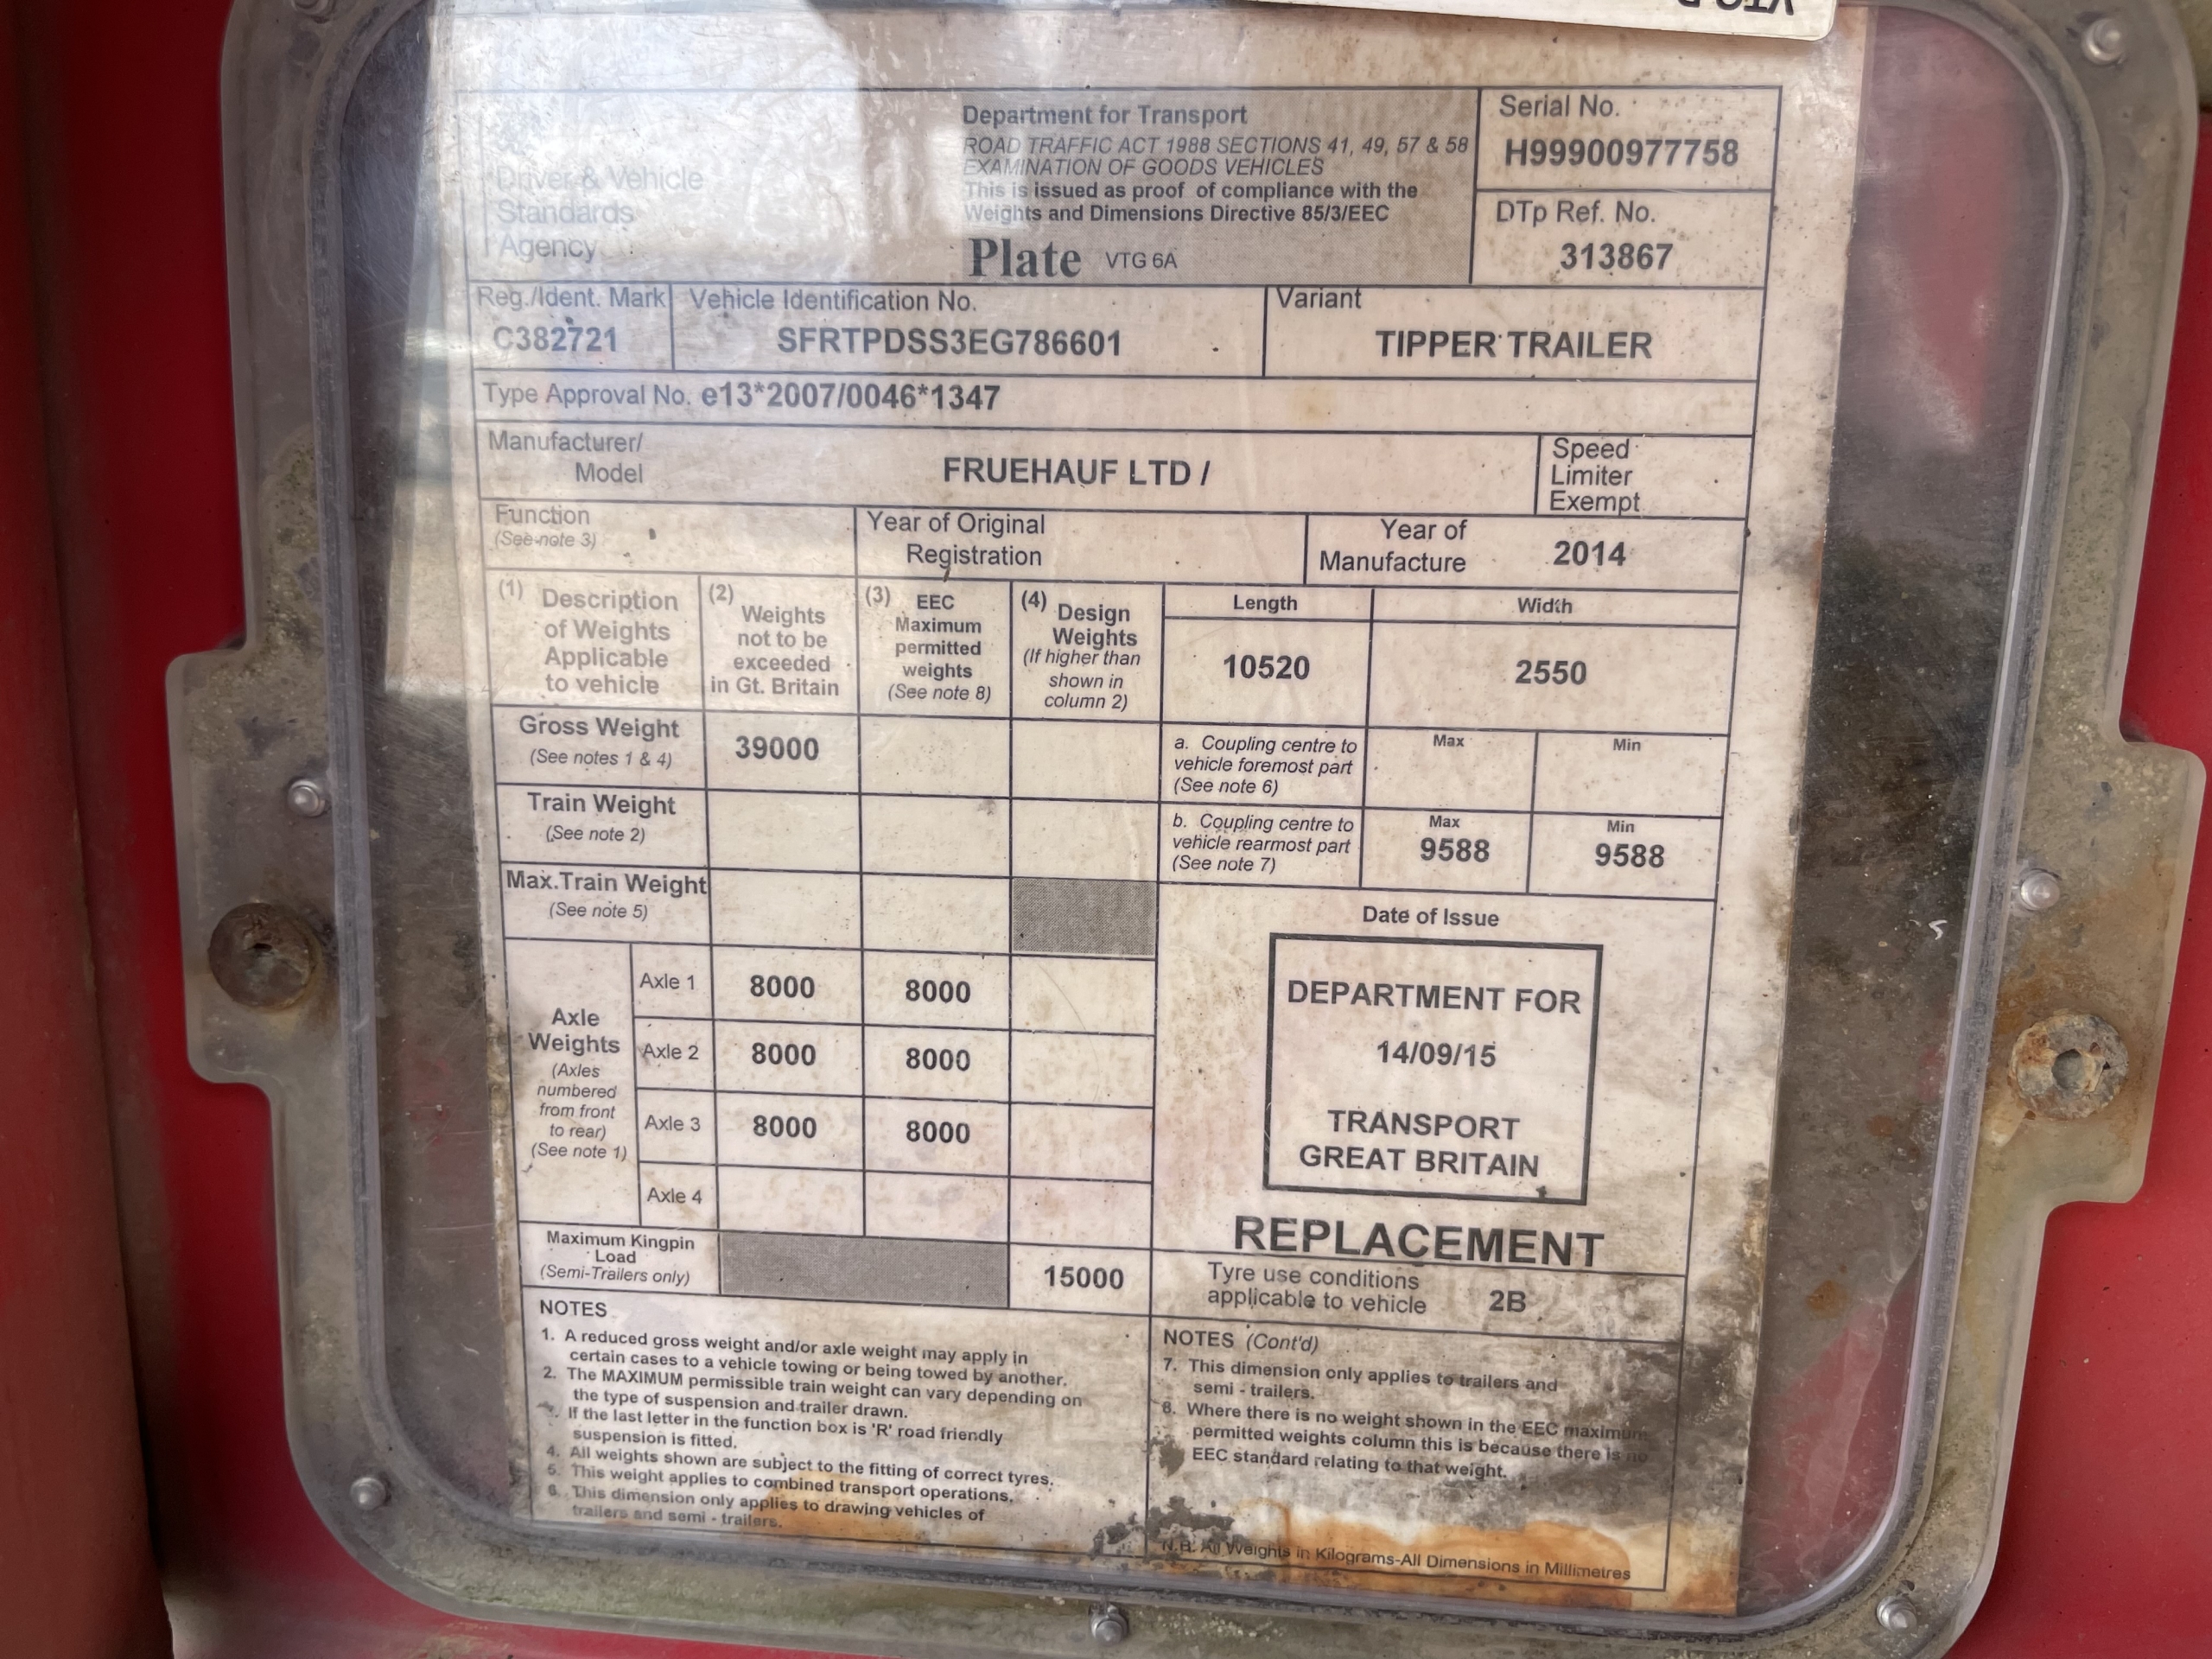 Driver & Vehicle
Standards
Agency
Department for Transport
ROAD TRAFFIC ACT 1988 SECTIONS 41, 49, 57 & 58
EXAMINATION OF GOODS VEHICLES
This is issued as proof of compliance with the
Weights and Dimensions Directive 85/3/EEC
Plate VTG 6A
Serial No.
H99900977758
DTp Ref. No.
313867
Reg./Ident. Mark
C382721
Vehicle Identification No.
SFRTPDSS3EG786601
Variant
TIPPER TRAILER
Type Approval No. e13*2007/0046*1347
Manufacturer/
Model
FRUEHAUF LTD /
Speed
Limiter
Exempt
Function
(See note 3)
Year of Original
Registration
Year of
Manufacture
2014
(1) Description
of Weights
Applicable
to vehicle
(2) Weights
not to be
exceeded
in Gt. Britain
(3) EEC
Maximum
permitted
weights
(See note 8)
(4) Design
Weights
(If higher than
shown in
column 2)
Length
10520
Width
2550
Gross Weight
(See notes 1 & 4)
39000
a. Coupling centre to
vehicle foremost part
(See note 6)
Max
Min
Train Weight
(See note 2)
b. Coupling centre to
vehicle rearmost part
(See note 7)
Max
9588
Min
9588
Max.Train Weight
(See note 5)
Axle
Weights
(Axles
numbered
from front
to rear)
(See note 1)
Axle 1 8000 8000
Axle 2 8000 8000
Axle 3 8000 8000
Axle 4
Maximum Kingpin
Load
(Semi-Trailers only)
15000
Date of Issue
DEPARTMENT FOR
14/09/15
TRANSPORT
GREAT BRITAIN
REPLACEMENT
Tyre use conditions
applicable to vehicle
2B
NOTES
1. A reduced gross weight and/or axle weight may apply in
certain cases to a vehicle towing or being towed by another.
2. The MAXIMUM permissible train weight can vary depending on
the type of suspension and trailer drawn.
If the last letter in the function box is 'R' road friendly
suspension is fitted.
4. All weights shown are subject to the fitting of correct tyres.
5. This weight applies to combined transport operations.
6. This dimension only applies to drawing vehicles of
trailers and semi - trailers.
NOTES (Cont'd)
7. This dimension only applies to trailers and
semi - trailers.
8. Where there is no weight shown in the EEC maximum
permitted weights column this is because there is no
EEC standard relating to that weight.
N.B. All Weights in Kilograms-All Dimensions in Millimetres